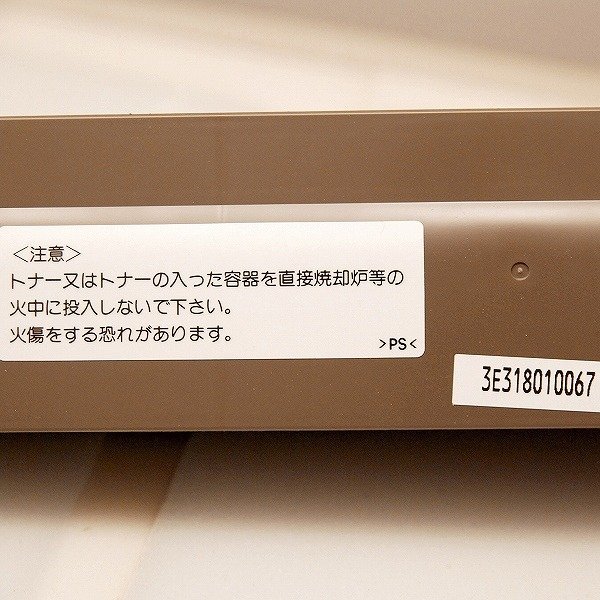 ＜注意＞
トナー又はトナーの入った容器を直接焼却炉等の
火中に投入しないで下さい。
火傷をする恐れがあります。
>PS<
3E318010067